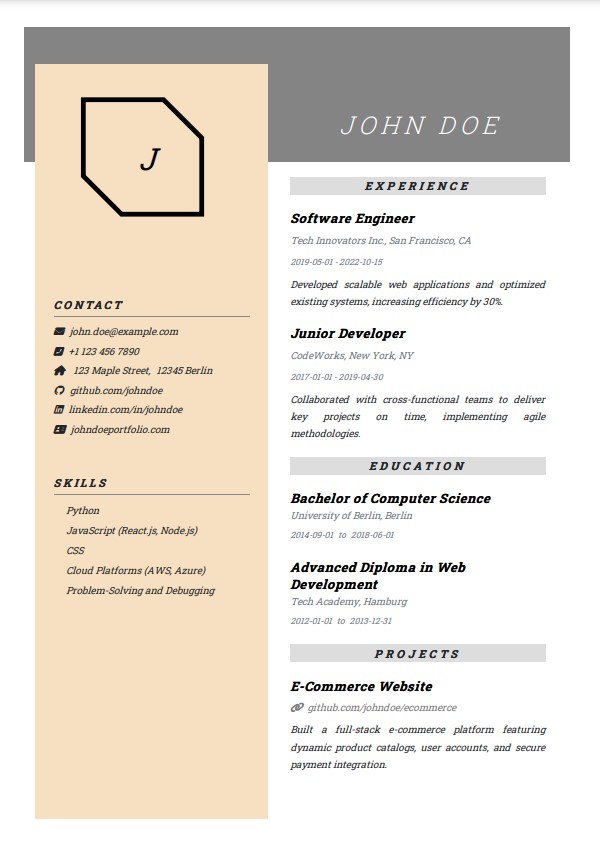 JOHN DOE
J
CONTACT
john.doe@example.com
+1 123 456 7890
123 Maple Street, 12345 Berlin
github.com/johndoe
linkedin.com/in/johndoe
johndoeportfolio.com
SKILLS
Python
JavaScript (React.js, Node.js)
CSS
Cloud Platforms (AWS, Azure)
Problem-Solving and Debugging
EXPERIENCE
Software Engineer
Tech Innovators Inc., San Francisco, CA
2019-05-01 - 2022-10-15
Developed scalable web applications and optimized
existing systems, increasing efficiency by 30%.
Junior Developer
CodeWorks, New York, NY
2017-01-01 - 2019-04-30
Collaborated with cross-functional teams to deliver
key projects on time, implementing agile
methodologies.
EDUCATION
Bachelor of Computer Science
University of Berlin, Berlin
2014-09-01 to 2018-06-01
Advanced Diploma in Web
Development
Tech Academy, Hamburg
2012-01-01 to 2013-12-31
PROJECTS
E-Commerce Website
github.com/johndoe/ecommerce
Built a full-stack e-commerce platform featuring
dynamic product catalogs, user accounts, and secure
payment integration.